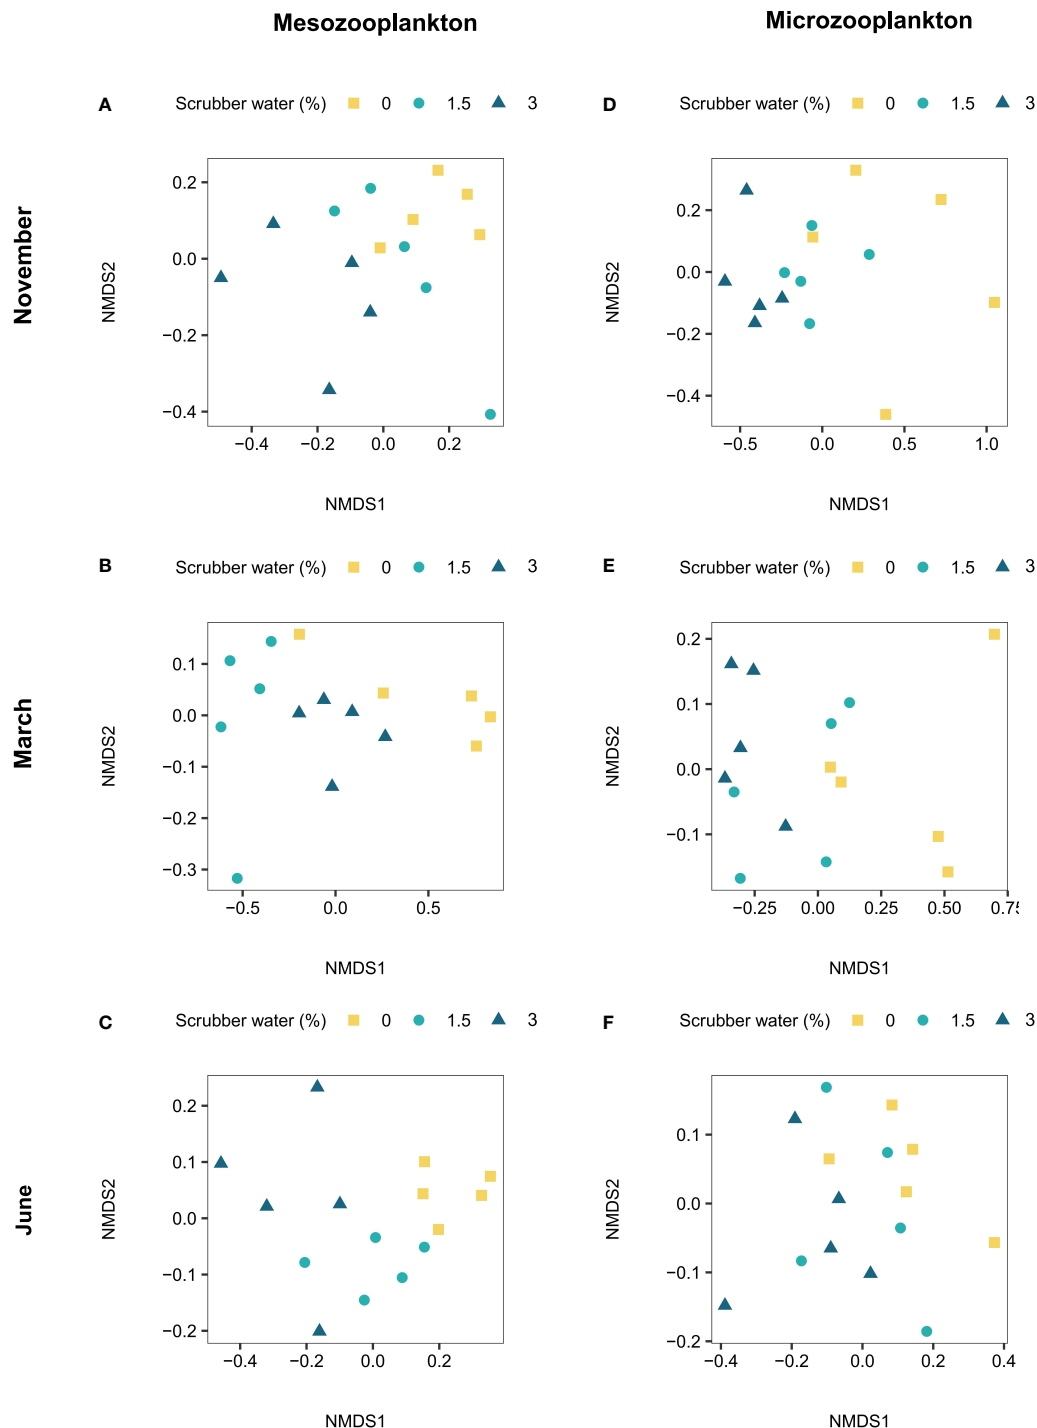 Mesozooplankton
Microzooplankton
November
A Scrubber water (%) 0 1.5 3
0.2
0.0
−0.2
−0.4
NMDS2
−0.4 −0.2 0.0 0.2
NMDS1
D Scrubber water (%) 0 1.5 3
0.2
0.0
−0.2
−0.4
NMDS2
−0.5 0.0 0.5 1.0
NMDS1
March
B Scrubber water (%) 0 1.5 3
0.1
0.0
−0.1
−0.2
−0.3
NMDS2
−0.5 0.0 0.5
NMDS1
E Scrubber water (%) 0 1.5 3
0.2
0.1
0.0
−0.1
NMDS2
−0.25 0.00 0.25 0.50 0.75
NMDS1
June
C Scrubber water (%) 0 1.5 3
0.2
0.1
0.0
−0.1
−0.2
NMDS2
−0.4 −0.2 0.0 0.2
NMDS1
F Scrubber water (%) 0 1.5 3
0.1
0.0
−0.1
−0.2
NMDS2
−0.4 −0.2 0.0 0.2 0.4
NMDS1